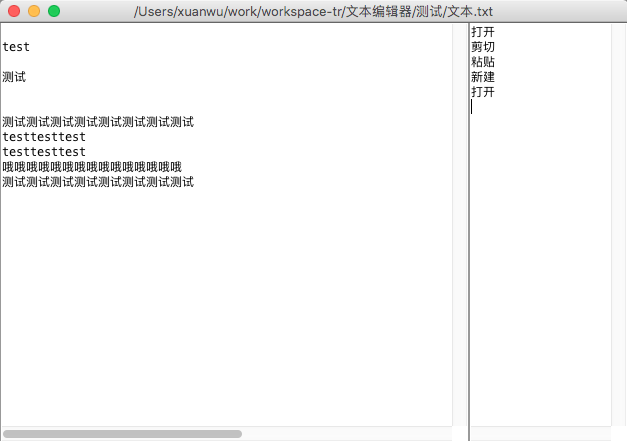 /Users/xuanwu/work/workspace-tr/文本编辑器/测试/文本.txt
test
测试
测试测试测试测试测试测试测试测试
testtesttest
testtesttest
哦哦哦哦哦哦哦哦哦哦哦哦哦哦哦
测试测试测试测试测试测试测试测试
打开
剪切
粘贴
新建
打开